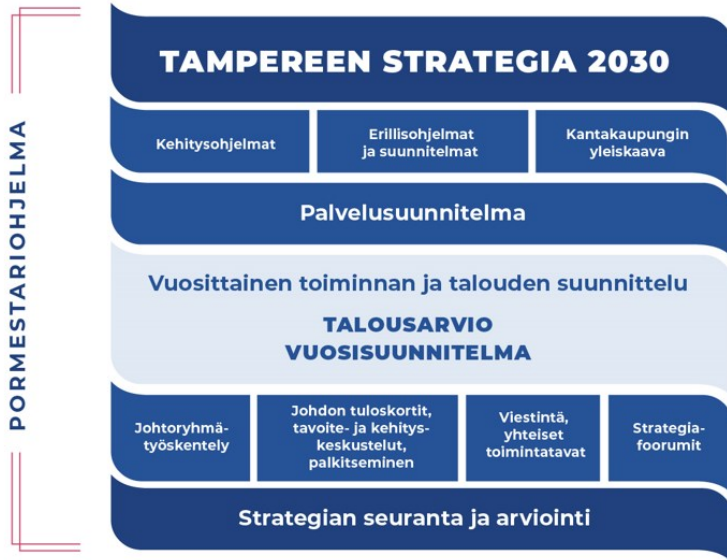 PORMESTARIOHJELMA
TAMPEREEN STRATEGIA 2030
Kehitysohjelmat
Erillisohjelmat
ja suunnitelmat
Kantakaupungin
yleiskaava
Palvelusuunnitelma
Vuosittainen toiminnan ja talouden suunnittelu
TALOUSARVIO
VUOSISUUNNITELMA
Johtoryhmä-
työskentely
Johdon tuloskortit,
tavoite- ja kehitys-
keskustelut,
palkitseminen
Viestintä,
yhteiset
toimintatavat
Strategia-
foorumit
Strategian seuranta ja arviointi